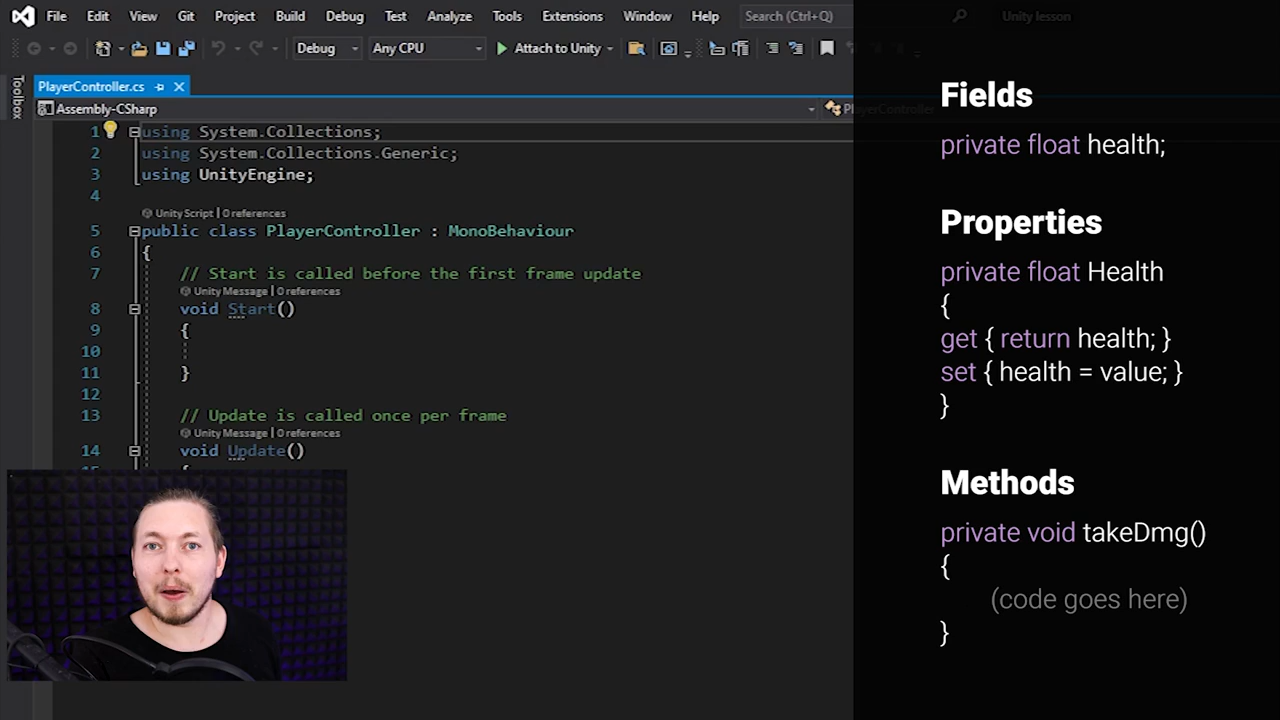 File Edit View Git Project Build Debug Test Analyze Tools Extensions Window Help Search (Ctrl+Q) Unity lesson
Debug Any CPU Attach to Unity
Toolbox
PlayerController.cs
Assembly-CSharp PlayerController
1 using System.Collections;
2 using System.Collections.Generic;
3 using UnityEngine;
4
Unity Script | 0 references
5 public class PlayerController : MonoBehaviour
6 {
7 // Start is called before the first frame update
Unity Message | 0 references
8 void Start()
9 {
10
11 }
12
13 // Update is called once per frame
Unity Message | 0 references
14 void Update()
15 {
Fields
private float health;
Properties
private float Health
{
get { return health; }
set { health = value; }
}
Methods
private void takeDmg()
{
(code goes here)
}